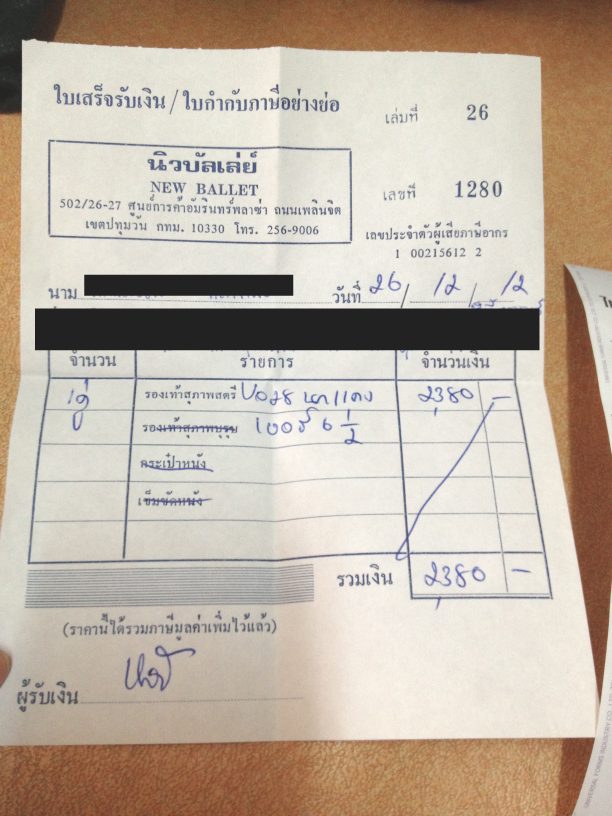 ใบเสร็จรับเงิน / ใบกำกับภาษีอย่างย่อ
เล่มที่ 26
นิวบัลเล่ย์
NEW BALLET
502/26-27 ศูนย์การค้าอัมรินทร์พลาซ่า ถนนเพลินจิต
เขตปทุมวัน กทม. 10330 โทร. 256-9006
เลขที่ 1280
เลขประจำตัวผู้เสียภาษีอากร
1 00215612 2
นาม วันที่ 26 / 12 / 12
จำนวน รายการ จำนวนเงิน
1 คู่ รองเท้าสุภาพสตรี 2380 -
รองเท้าสุภาพบุรุษ เบอร์ 6 1/2
กระเป๋าหนัง
เข็มขัดหนัง
รวมเงิน 2,380 -
(ราคานี้ได้รวมภาษีมูลค่าเพิ่มไว้แล้ว)
ผู้รับเงิน